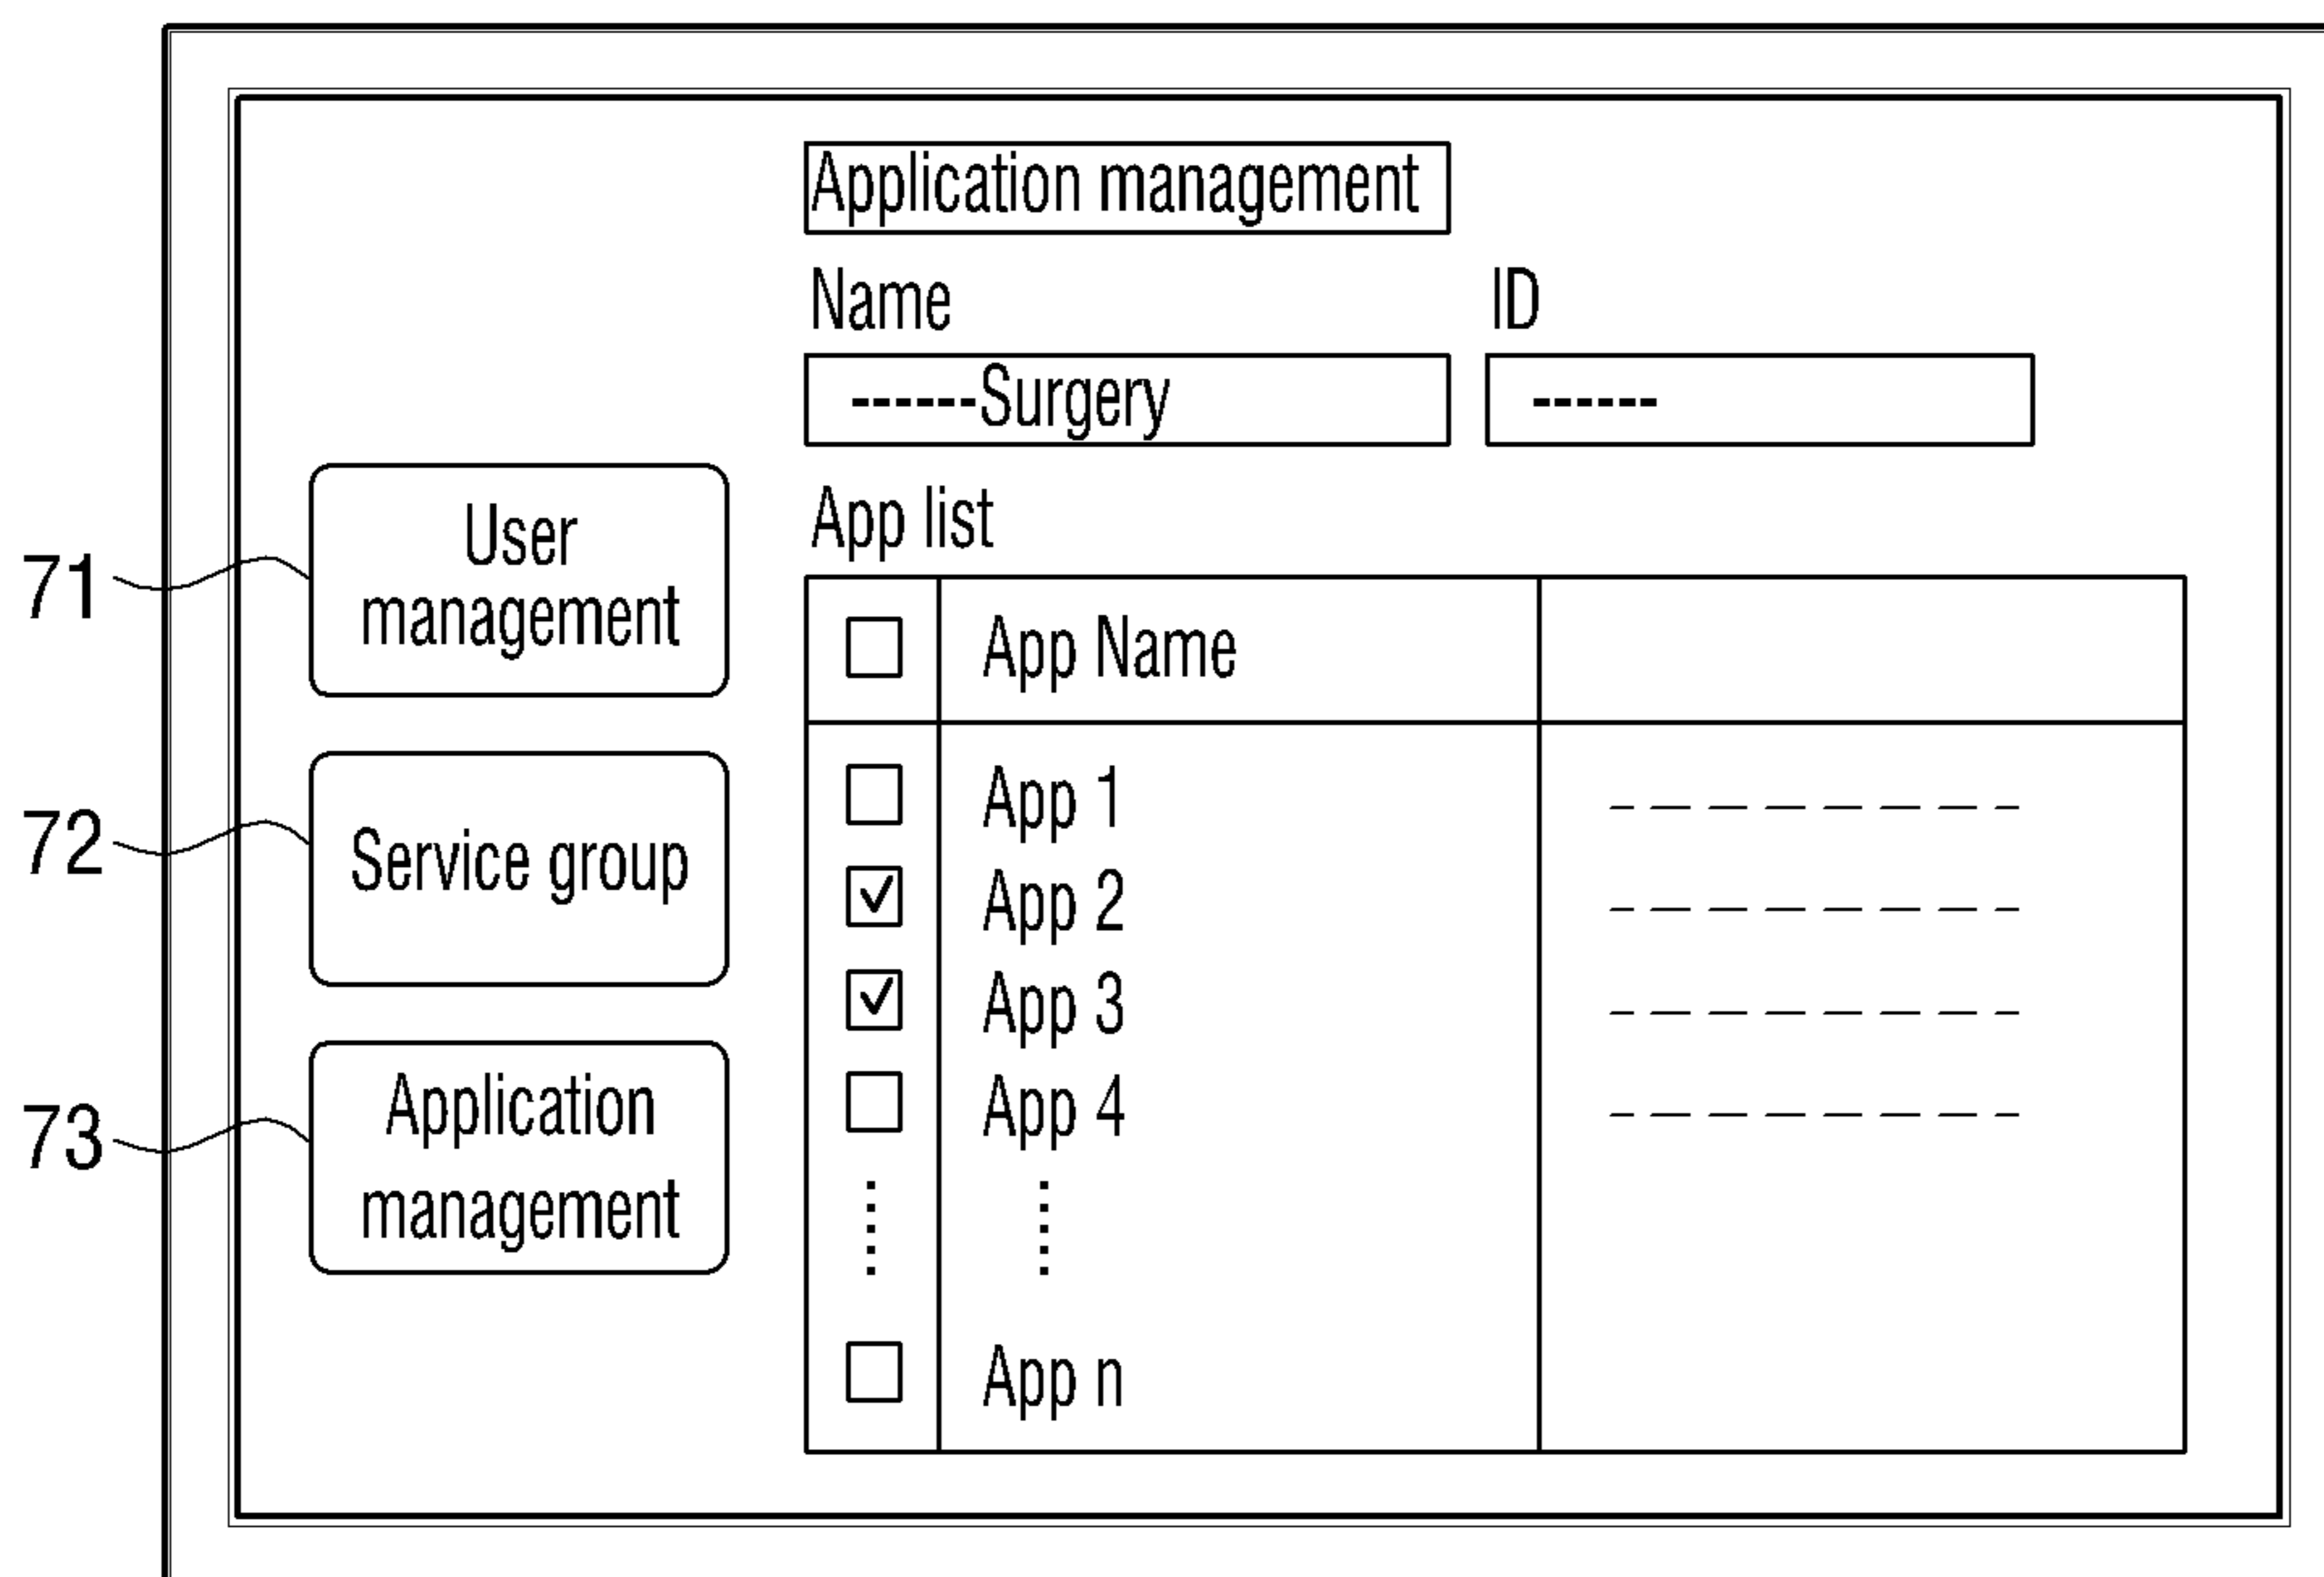 Application management
Name ID
------Surgery ------
App list
71
User
management
72
Service group
73
Application
management
App Name
App 1
App 2
App 3
App 4
App n